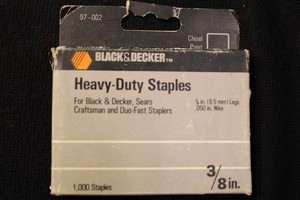 97-002
Chisel
Point
BLACK&DECKER™
Heavy-Duty Staples
For Black & Decker, Sears
Craftsman and Duo-Fast Staplers
⅜ in. (9.5 mm) Legs
.050 in. Wire
1,000 Staples
3/8 in.